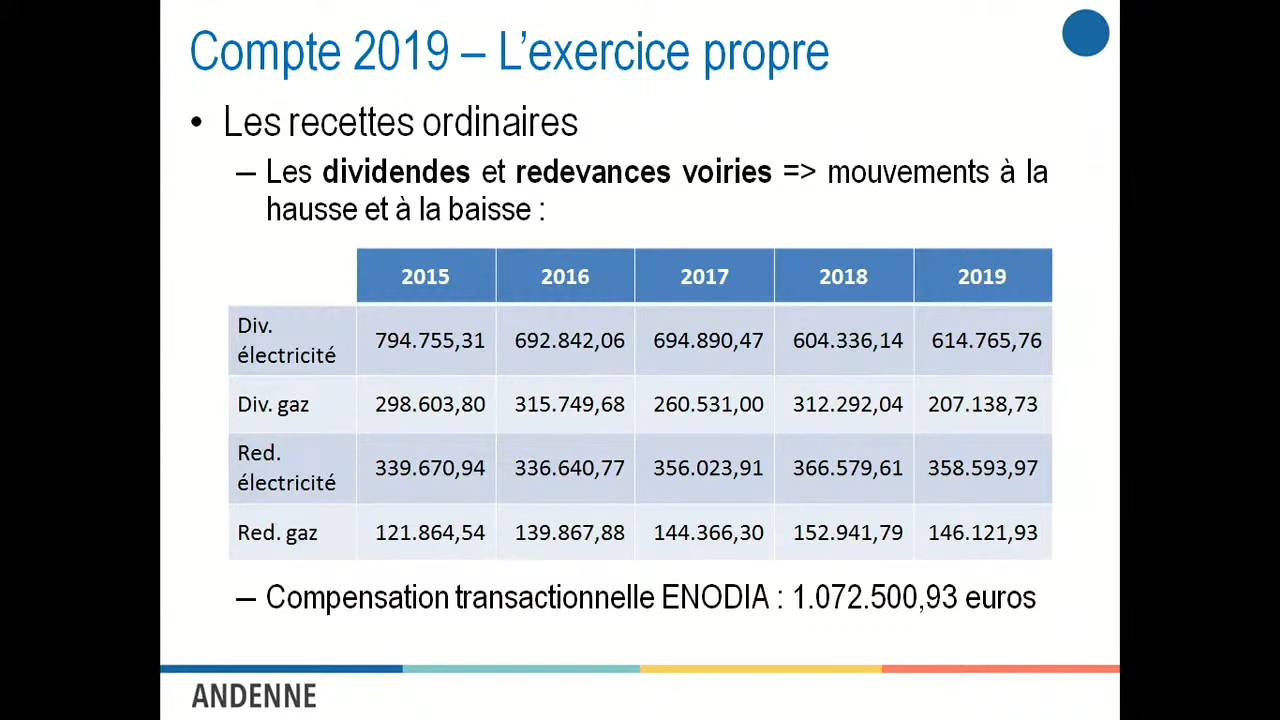 Compte 2019 – L'exercice propre
• Les recettes ordinaires
– Les dividendes et redevances voiries => mouvements à la
hausse et à la baisse :
2015 2016 2017 2018 2019
Div. électricité 794.755,31 692.842,06 694.890,47 604.336,14 614.765,76
Div. gaz 298.603,80 315.749,68 260.531,00 312.292,04 207.138,73
Red. électricité 339.670,94 336.640,77 356.023,91 366.579,61 358.593,97
Red. gaz 121.864,54 139.867,88 144.366,30 152.941,79 146.121,93
– Compensation transactionnelle ENODIA : 1.072.500,93 euros
ANDENNE